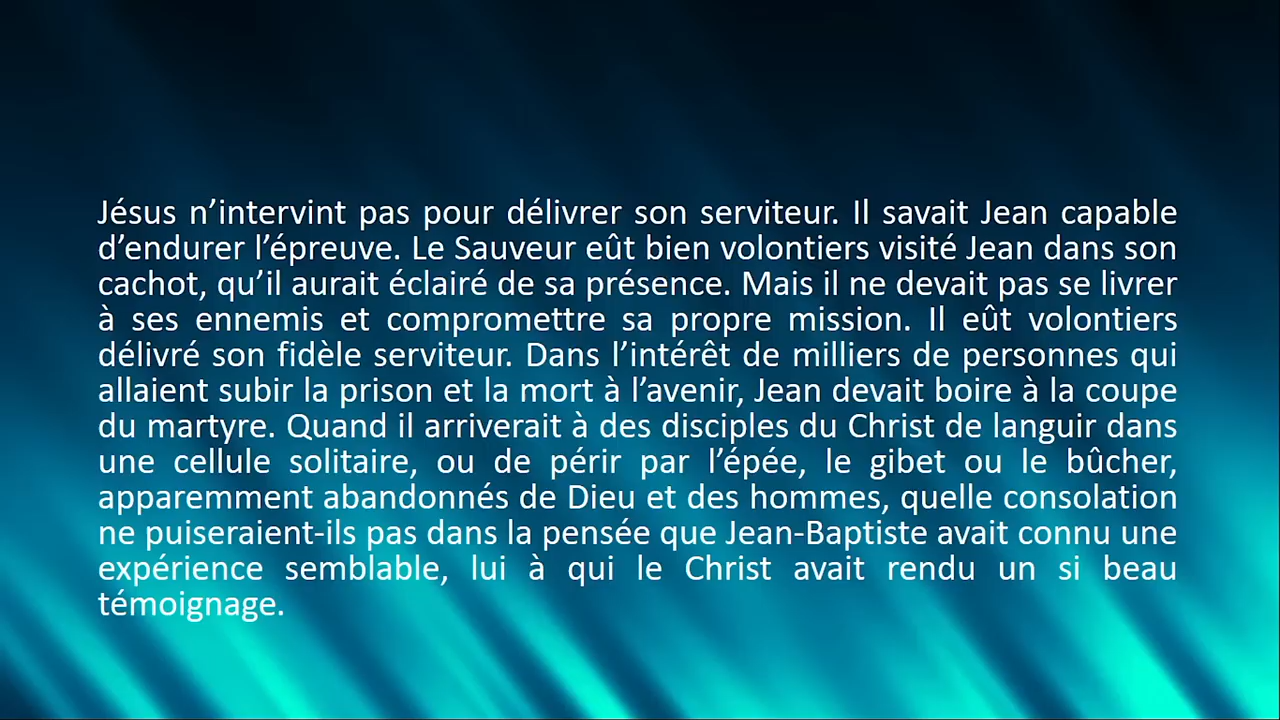 Jésus n’intervint pas pour délivrer son serviteur. Il savait Jean capable
d’endurer l’épreuve. Le Sauveur eût bien volontiers visité Jean dans son
cachot, qu’il aurait éclairé de sa présence. Mais il ne devait pas se livrer
à ses ennemis et compromettre sa propre mission. Il eût volontiers
délivré son fidèle serviteur. Dans l’intérêt de milliers de personnes qui
allaient subir la prison et la mort à l’avenir, Jean devait boire à la coupe
du martyre. Quand il arriverait à des disciples du Christ de languir dans
une cellule solitaire, ou de périr par l’épée, le gibet ou le bûcher,
apparemment abandonnés de Dieu et des hommes, quelle consolation
ne puiseraient-ils pas dans la pensée que Jean-Baptiste avait connu une
expérience semblable, lui à qui le Christ avait rendu un si beau
témoignage.